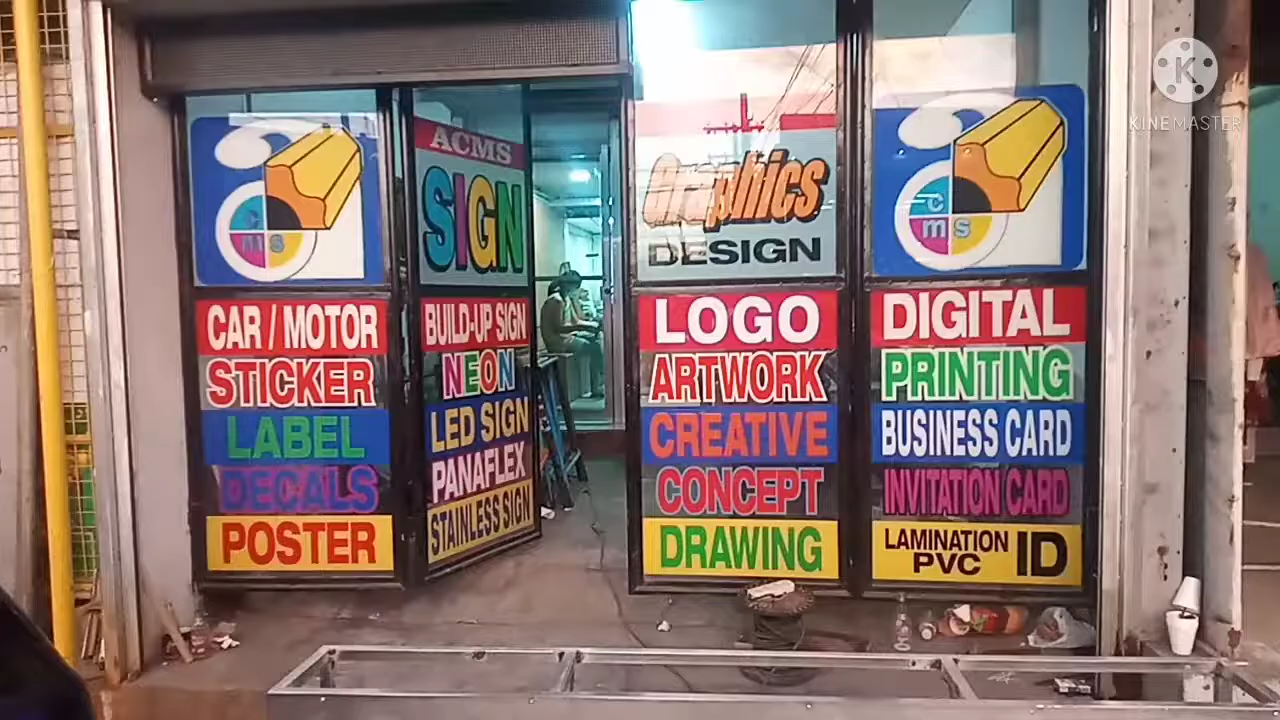 c
m s
CAR / MOTOR
STICKER
LABEL
DECALS
POSTER
ACMS
SIGN
BUILD-UP SIGN
NEON
LED SIGN
PANAFLEX
STAINLESS SIGN
Graphics
DESIGN
LOGO
ARTWORK
CREATIVE
CONCEPT
DRAWING
c
m s
DIGITAL
PRINTING
BUSINESS CARD
INVITATION CARD
LAMINATION
PVC
ID
K
KINEMASTER